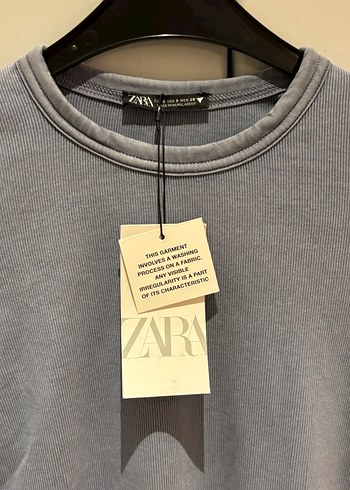 ZARA
THIS GARMENT
INVOLVES A WASHING
PROCESS ON A FABRIC.
ANY VISIBLE
IRREGULARITY IS A PART
OF ITS CHARACTERISTIC
ZARA